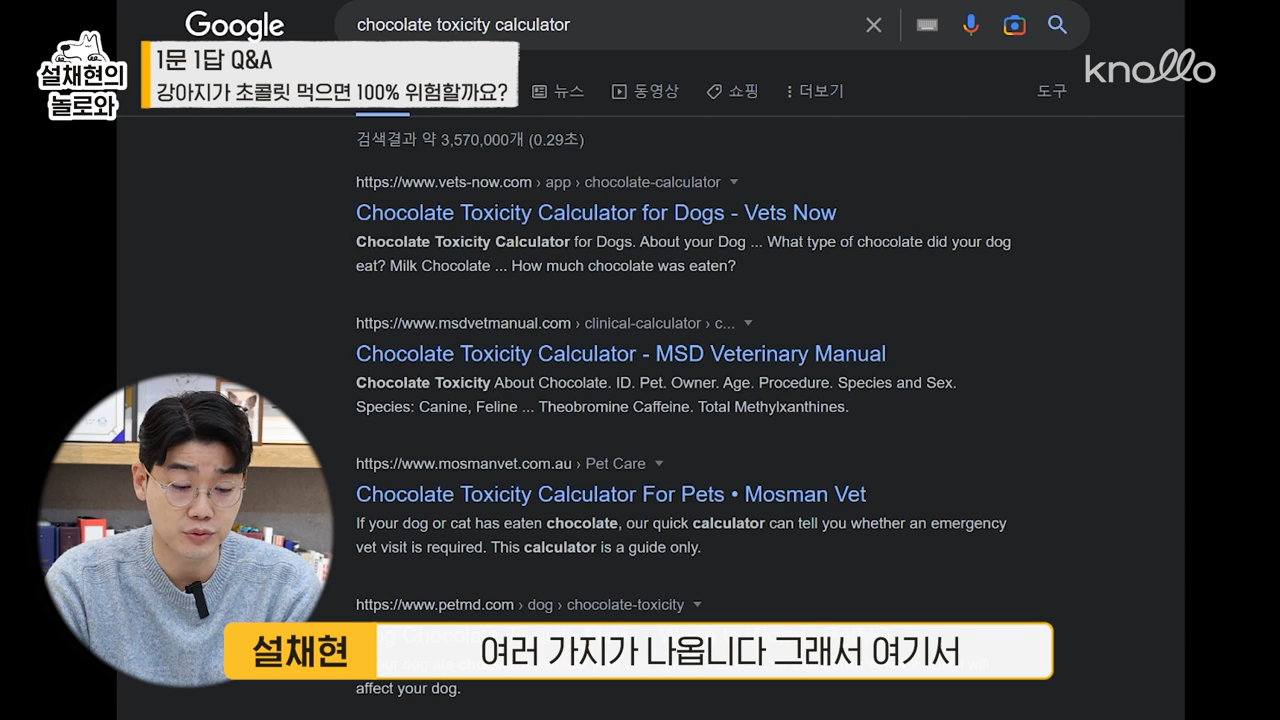 Google
chocolate toxicity calculator
설채현의
놀로와
1문 1답 Q&A
강아지가 초콜릿 먹으면 100% 위험할까요?
knollo
뉴스
동영상
쇼핑
더보기
도구
검색결과 약 3,570,000개 (0.29초)
https://www.vets-now.com › app › chocolate-calculator
Chocolate Toxicity Calculator for Dogs - Vets Now
Chocolate Toxicity Calculator for Dogs. About your Dog ... What type of chocolate did your dog
eat? Milk Chocolate ... How much chocolate was eaten?
https://www.msdvetmanual.com › clinical-calculator › c...
Chocolate Toxicity Calculator - MSD Veterinary Manual
Chocolate Toxicity About Chocolate. ID. Pet. Owner. Age. Procedure. Species and Sex.
Species: Canine, Feline ... Theobromine Caffeine. Total Methylxanthines.
https://www.mosmanvet.com.au › Pet Care
Chocolate Toxicity Calculator For Pets • Mosman Vet
If your dog or cat has eaten chocolate, our quick calculator can tell you whether an emergency
vet visit is required. This calculator is a guide only.
https://www.petmd.com › dog › chocolate-toxicity
설채현
여러 가지가 나옵니다 그래서 여기서
affect your dog.